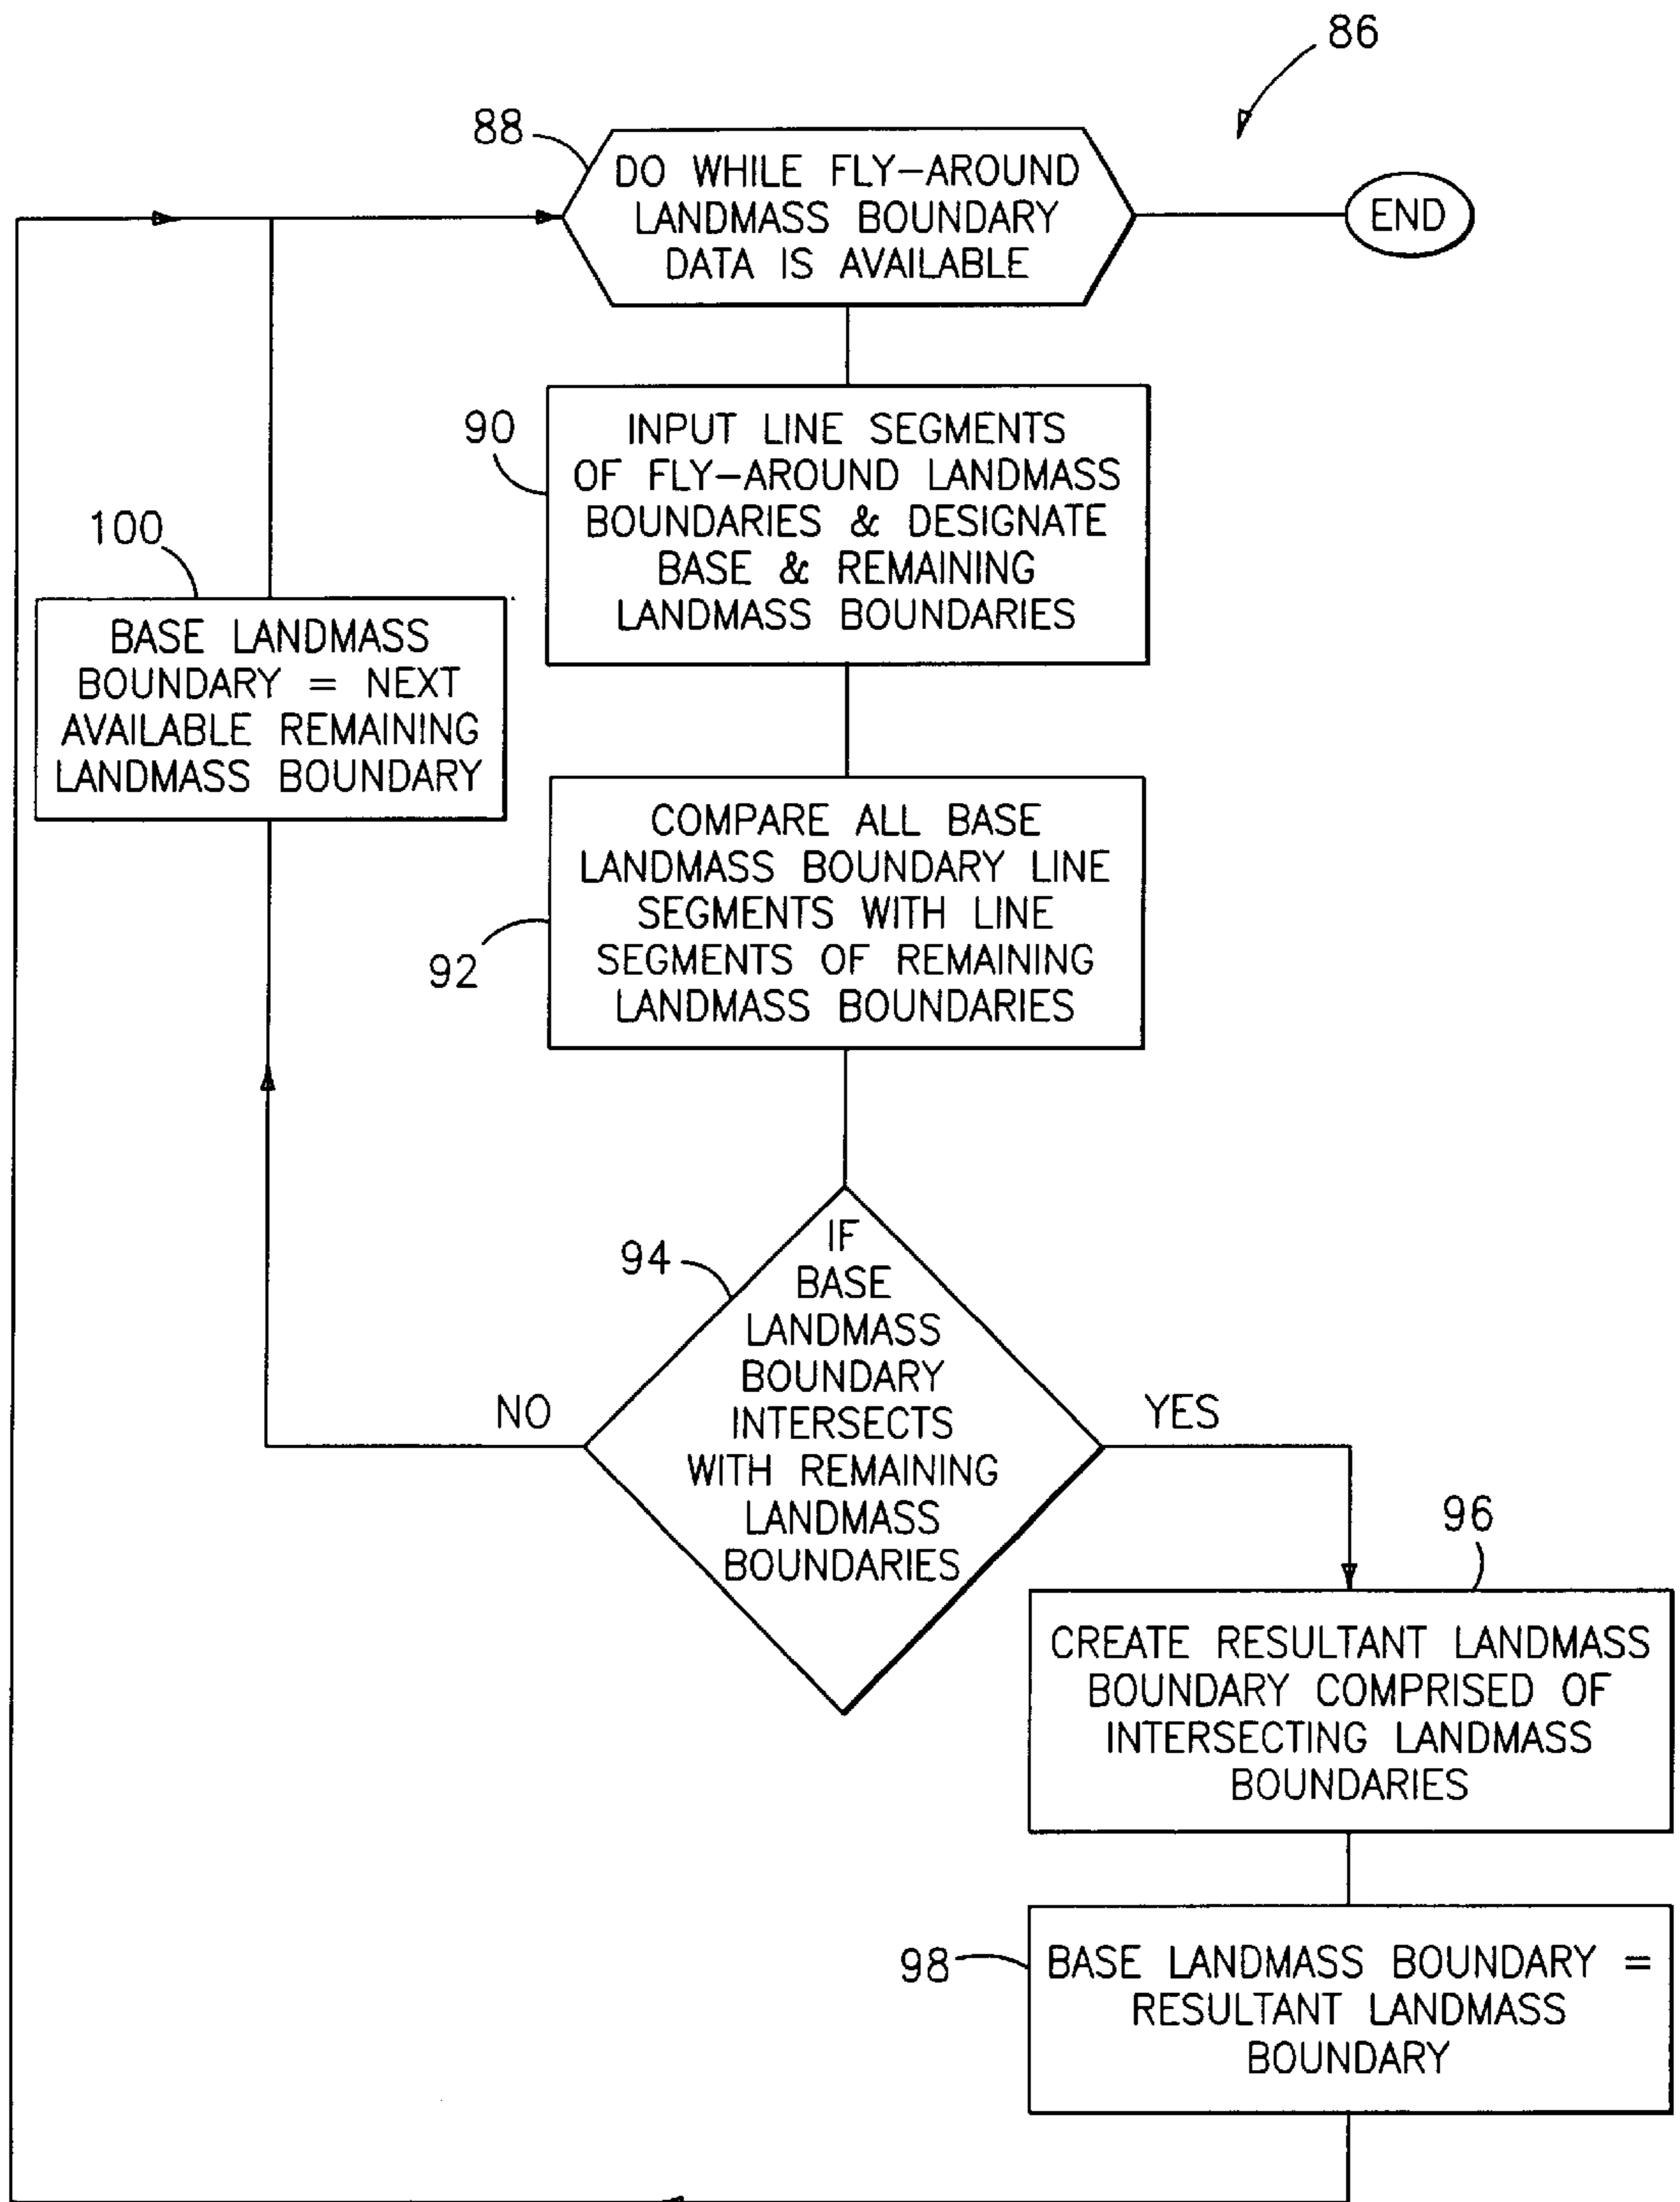 86
88
DO WHILE FLY-AROUND
LANDMASS BOUNDARY
DATA IS AVAILABLE
END
90
INPUT LINE SEGMENTS
OF FLY-AROUND LANDMASS
BOUNDARIES & DESIGNATE
BASE & REMAINING
LANDMASS BOUNDARIES
100
BASE LANDMASS
BOUNDARY = NEXT
AVAILABLE REMAINING
LANDMASS BOUNDARY
COMPARE ALL BASE
LANDMASS BOUNDARY LINE
SEGMENTS WITH LINE
SEGMENTS OF REMAINING
LANDMASS BOUNDARIES
92
94
IF
BASE
LANDMASS
BOUNDARY
INTERSECTS
WITH REMAINING
LANDMASS
BOUNDARIES
NO
YES
96
CREATE RESULTANT LANDMASS
BOUNDARY COMPRISED OF
INTERSECTING LANDMASS
BOUNDARIES
98
BASE LANDMASS BOUNDARY =
RESULTANT LANDMASS
BOUNDARY